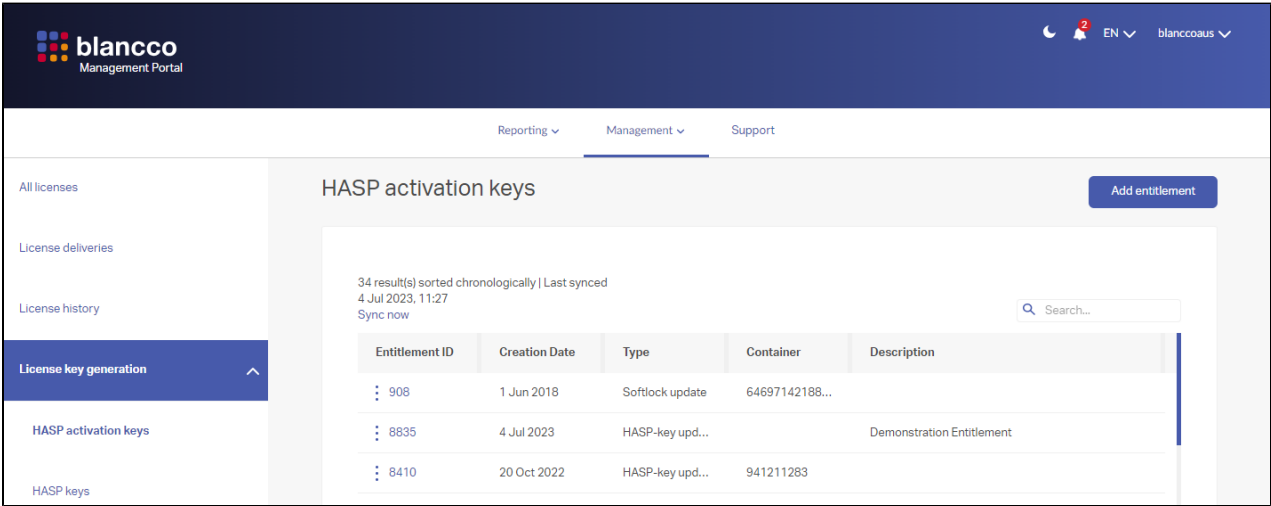 blancco
Management Portal
2
EN
blanccoaus
Reporting
Management
Support
All licenses
License deliveries
License history
License key generation
HASP activation keys
HASP keys
HASP activation keys
Add entitlement
34 result(s) sorted chronologically | Last synced
4 Jul 2023, 11:27
Sync now
Search...
Entitlement ID Creation Date Type Container Description
908 1 Jun 2018 Softlock update 64697142188...
8835 4 Jul 2023 HASP-key upd... Demonstration Entitlement
8410 20 Oct 2022 HASP-key upd... 941211283